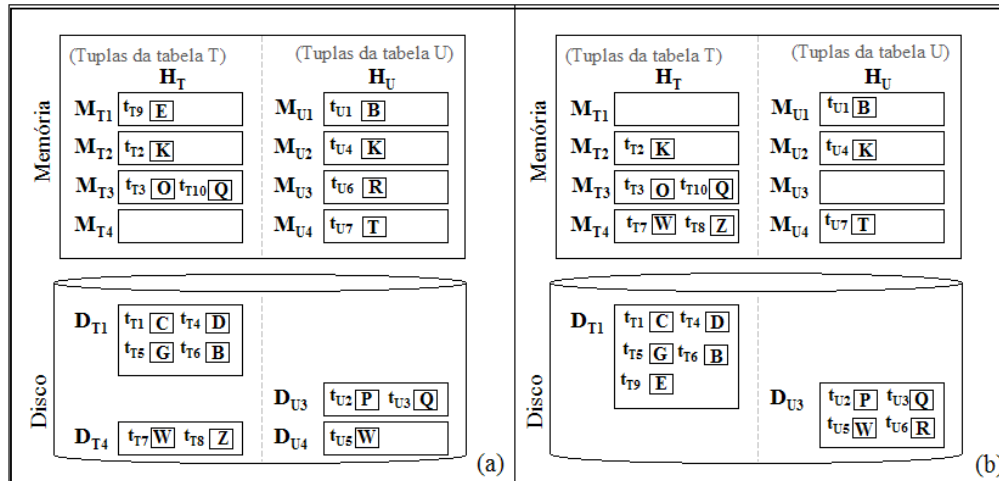 (Tuplas da tabela T) (Tuplas da tabela U)
H_T H_U
Memória
M_T1 t_T9 E M_U1 t_U1 B
M_T2 t_T2 K M_U2 t_U4 K
M_T3 t_T3 O t_T10 Q M_U3 t_U6 R
M_T4 M_U4 t_U7 T
Disco
D_T1 t_T1 C t_T4 D
t_T5 G t_T6 B
D_U3 t_U2 P t_U3 Q
D_T4 t_T7 W t_T8 Z D_U4 t_U5 W
(a)
(Tuplas da tabela T) (Tuplas da tabela U)
H_T H_U
Memória
M_T1 M_U1 t_U1 B
M_T2 t_T2 K M_U2 t_U4 K
M_T3 t_T3 O t_T10 Q M_U3
M_T4 t_T7 W t_T8 Z M_U4 t_U7 T
Disco
D_T1 t_T1 C t_T4 D
t_T5 G t_T6 B
t_T9 E
D_U3 t_U2 P t_U3 Q
t_U5 W t_U6 R
(b)